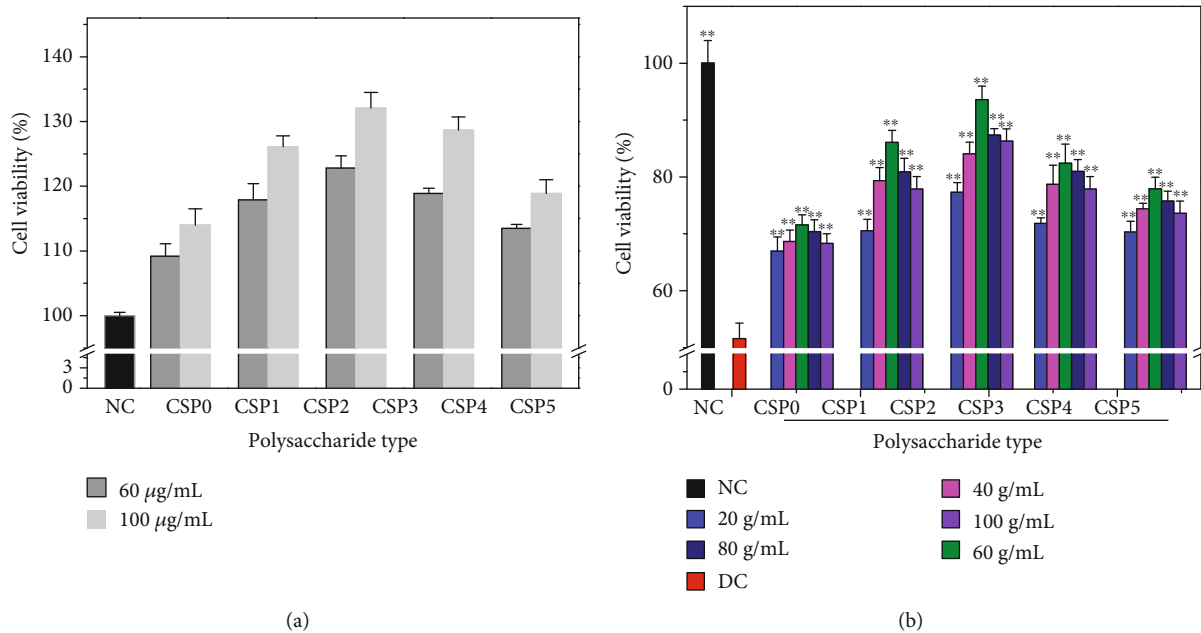 140
130
120
110
100
3
0
Cell viability (%)
NC CSP0 CSP1 CSP2 CSP3 CSP4 CSP5
Polysaccharide type
60 μg/mL
100 μg/mL
(a)
100
80
60
0
Cell viability (%)
**
** ** ** ** **
** ** ** ** **
** ** ** ** **
** ** ** ** **
** ** ** ** **
NC CSP0 CSP1 CSP2 CSP3 CSP4 CSP5
Polysaccharide type
NC
20 g/mL
80 g/mL
DC
40 g/mL
100 g/mL
60 g/mL
(b)